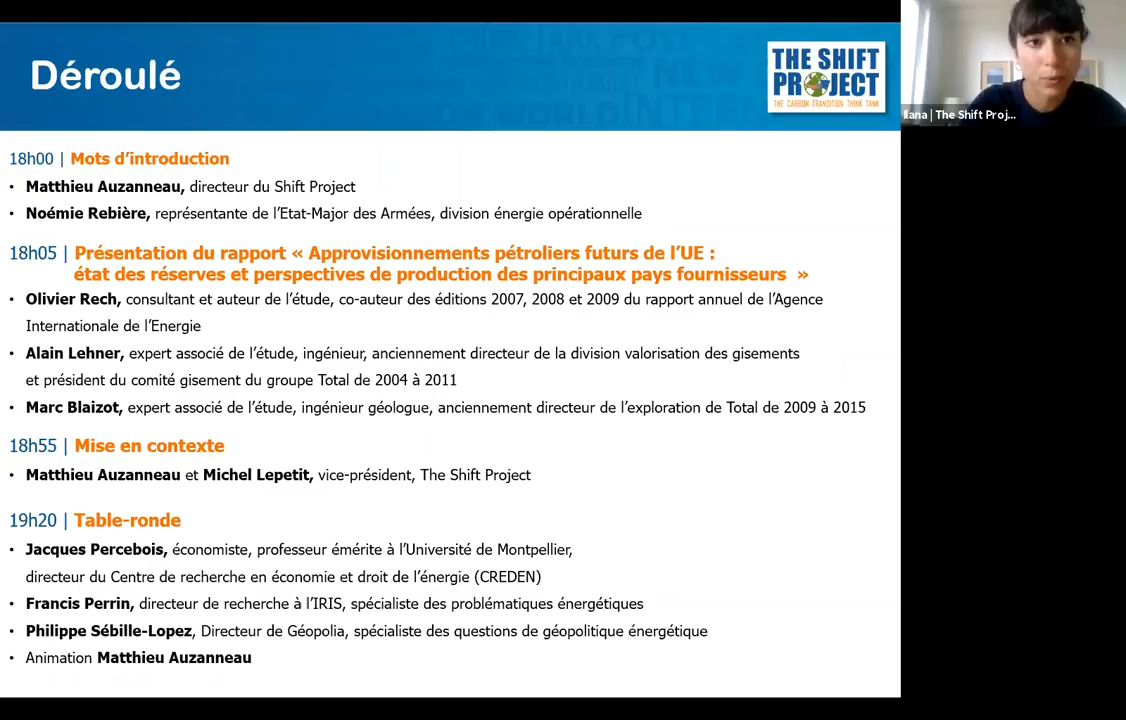 Déroulé
THE SHIFT
PROJECT
THE CARBON TRANSITION THINK TANK
18h00 | Mots d’introduction
• Matthieu Auzanneau, directeur du Shift Project
• Noémie Rebière, représentante de l’Etat-Major des Armées, division énergie opérationnelle
18h05 | Présentation du rapport « Approvisionnements pétroliers futurs de l’UE :
état des réserves et perspectives de production des principaux pays fournisseurs »
• Olivier Rech, consultant et auteur de l’étude, co-auteur des éditions 2007, 2008 et 2009 du rapport annuel de l’Agence
Internationale de l’Energie
• Alain Lehner, expert associé de l’étude, ingénieur, anciennement directeur de la division valorisation des gisements
et président du comité gisement du groupe Total de 2004 à 2011
• Marc Blaizot, expert associé de l’étude, ingénieur géologue, anciennement directeur de l’exploration de Total de 2009 à 2015
18h55 | Mise en contexte
• Matthieu Auzanneau et Michel Lepetit, vice-président, The Shift Project
19h20 | Table-ronde
• Jacques Percebois, économiste, professeur émérite à l’Université de Montpellier,
directeur du Centre de recherche en économie et droit de l’énergie (CREDEN)
• Francis Perrin, directeur de recherche à l’IRIS, spécialiste des problématiques énergétiques
• Philippe Sébille-Lopez, Directeur de Géopolia, spécialiste des questions de géopolitique énergétique
• Animation Matthieu Auzanneau
Ilana | The Shift Proj...